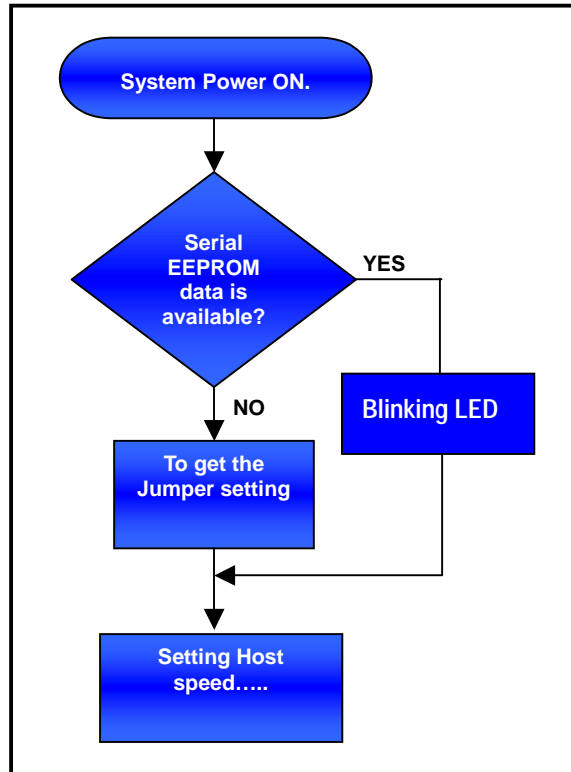 System Power ON.
Serial
EEPROM
data is
available?
YES
NO
Blinking LED
To get the
Jumper setting
Setting Host
speed…..